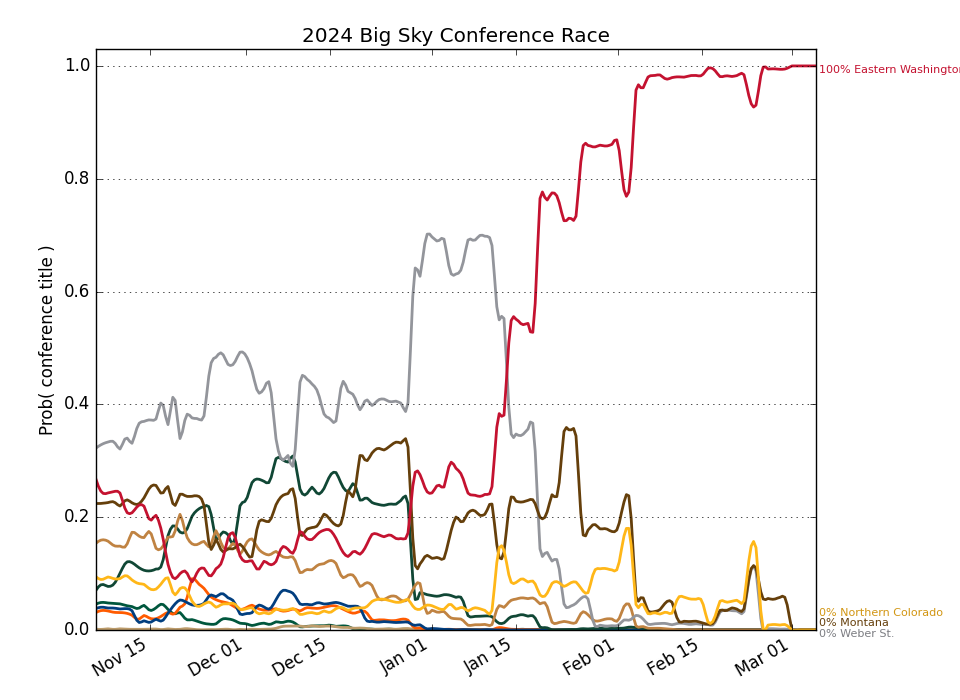 2024 Big Sky Conference Race
Prob( conference title )
1.0
0.8
0.6
0.4
0.2
0.0
Nov 15
Dec 01
Dec 15
Jan 01
Jan 15
Feb 01
Feb 15
Mar 01
100% Eastern Washington
0% Northern Colorado
0% Montana
0% Weber St.